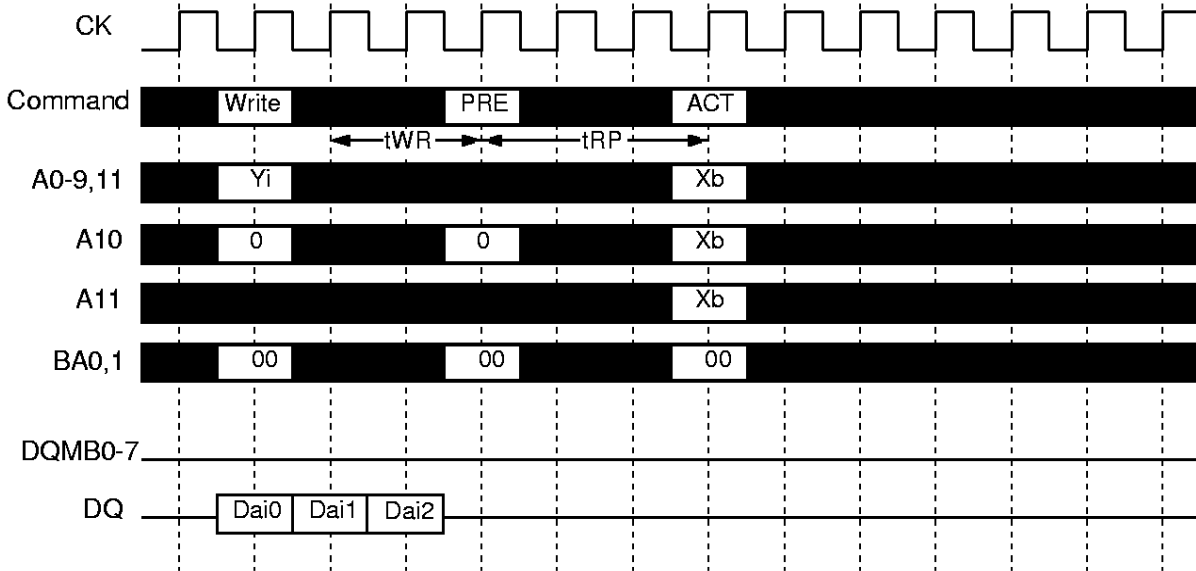 CK
Command Write PRE ACT
tWR tRP
A0-9,11 Yi Xb
A10 0 0 Xb
A11 Xb
BA0,1 00 00 00
DQMB0-7
DQ Dai0 Dai1 Dai2